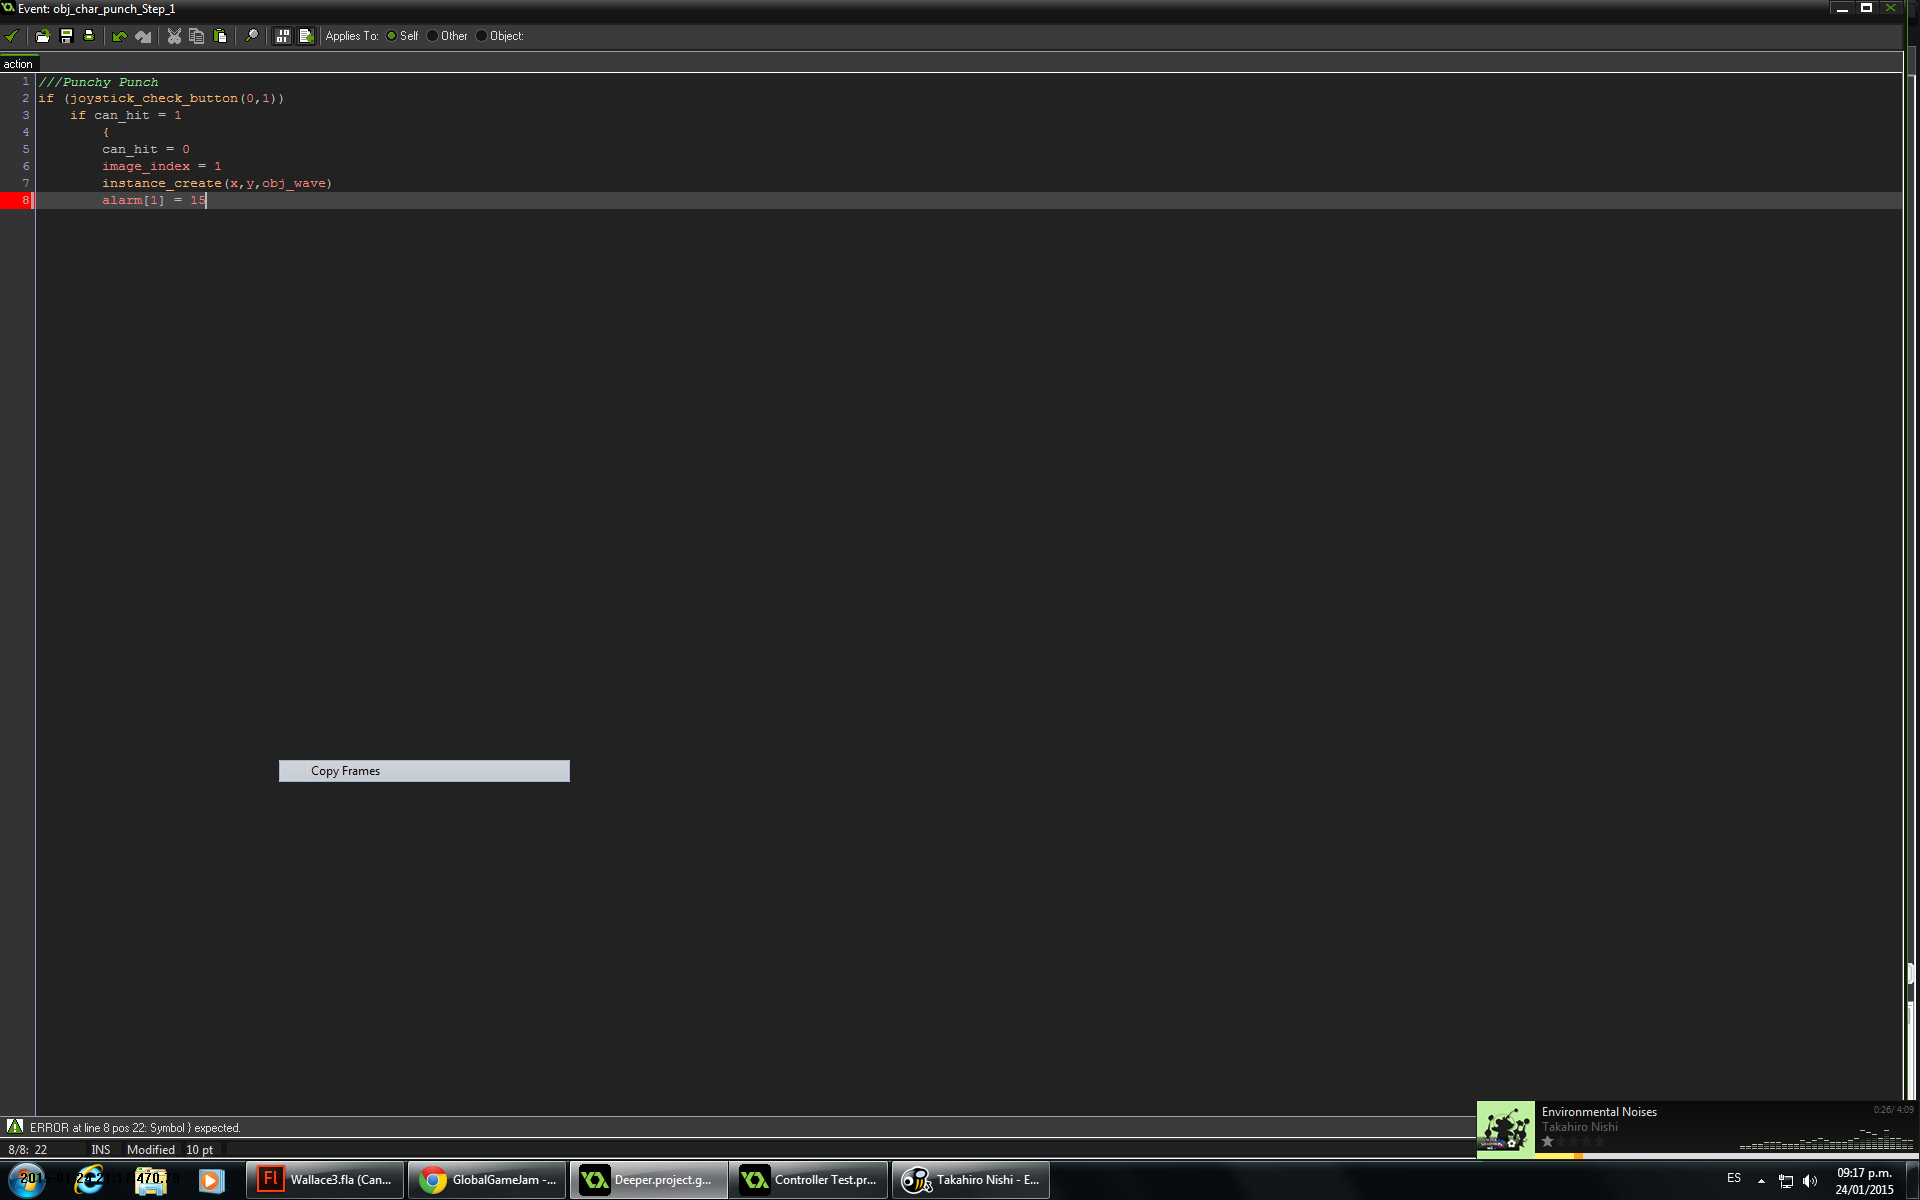 Event: obj_char_punch_Step_1
Applies To: Self Other Object:
action
1 ///Punchy Punch
2 if (joystick_check_button(0,1))
3 if can_hit = 1
4 {
5 can_hit = 0
6 image_index = 1
7 instance_create(x,y,obj_wave)
8 alarm[1] = 15
Copy Frames
ERROR at line 8 pos 22: Symbol } expected.
8/8: 22 INS Modified 10 pt
Environmental Noises 0:26/ 4:09
Takahiro Nishi
Fl Wallace3.fla (Can... GlobalGameJam -... Deeper.project.g... Controller Test.pr... Takahiro Nishi - E...
ES 09:17 p.m.
24/01/2015